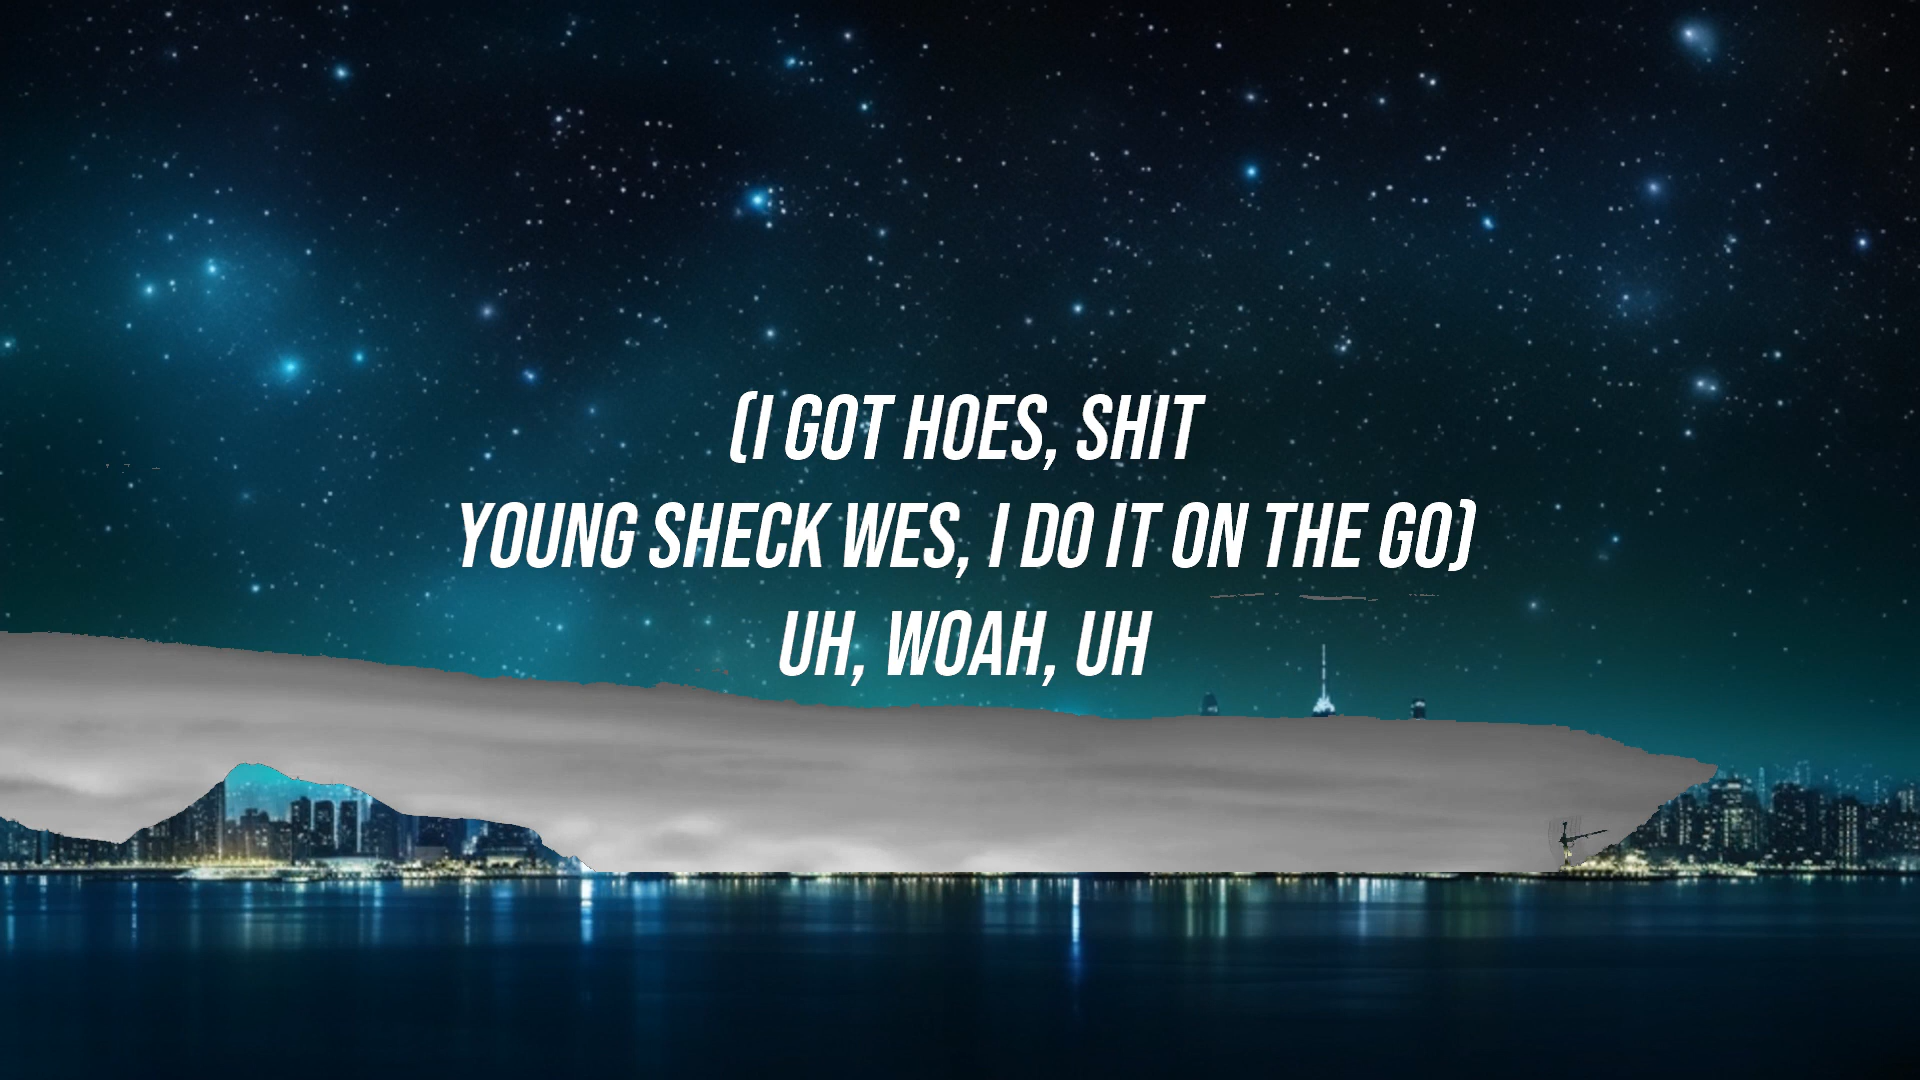 (I GOT HOES, SHIT
YOUNG SHECK WES, I DO IT ON THE GO)
UH, WOAH, UH